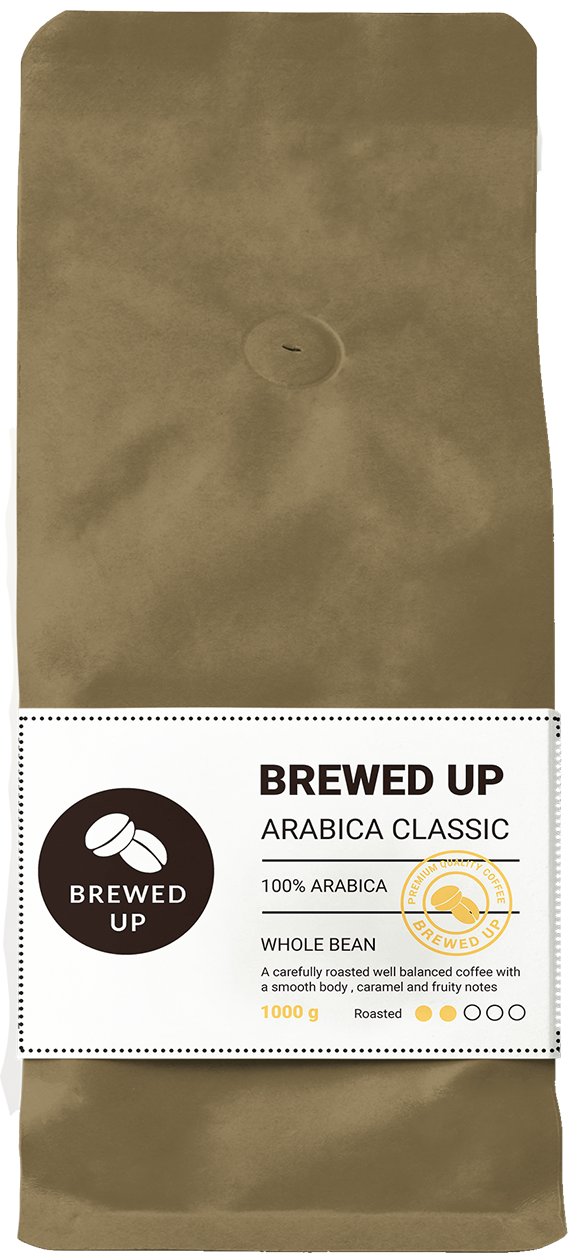 BREWED
UP
BREWED UP
ARABICA CLASSIC
100% ARABICA
PREMIUM QUALITY COFFEE
BREWED UP
WHOLE BEAN
A carefully roasted well balanced coffee with
a smooth body , caramel and fruity notes
1000 g Roasted